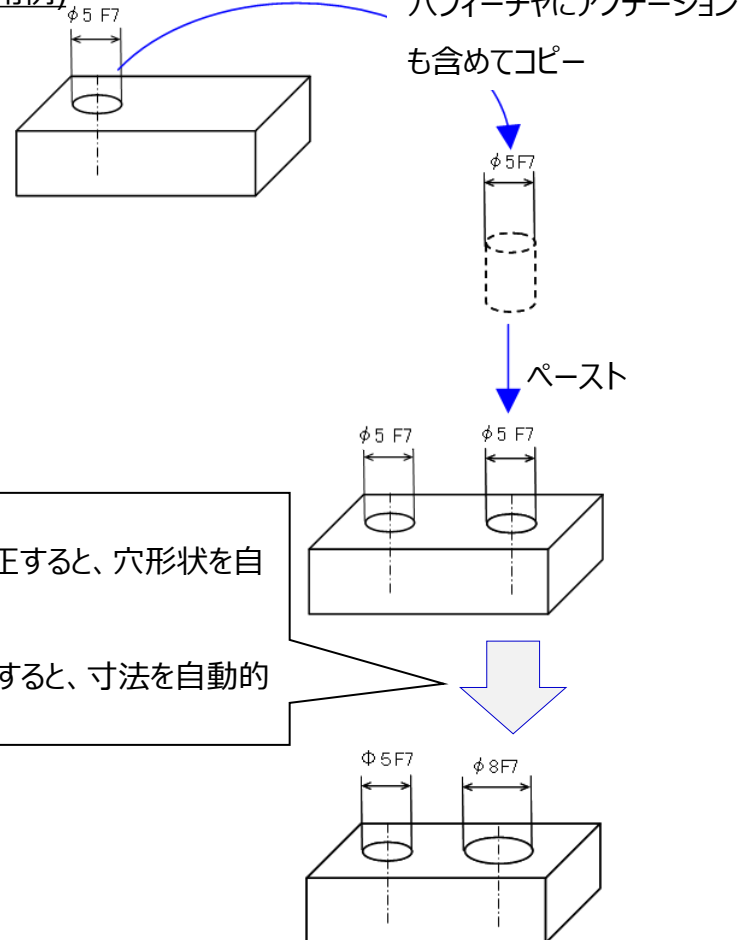 φ5 F7
穴フィーチャにアノテーション
も含めてコピー
φ5F7
ペースト
φ5 F7 φ5 F7
正すると、穴形状を自
すると、寸法を自動的
Φ5F7 φ8F7